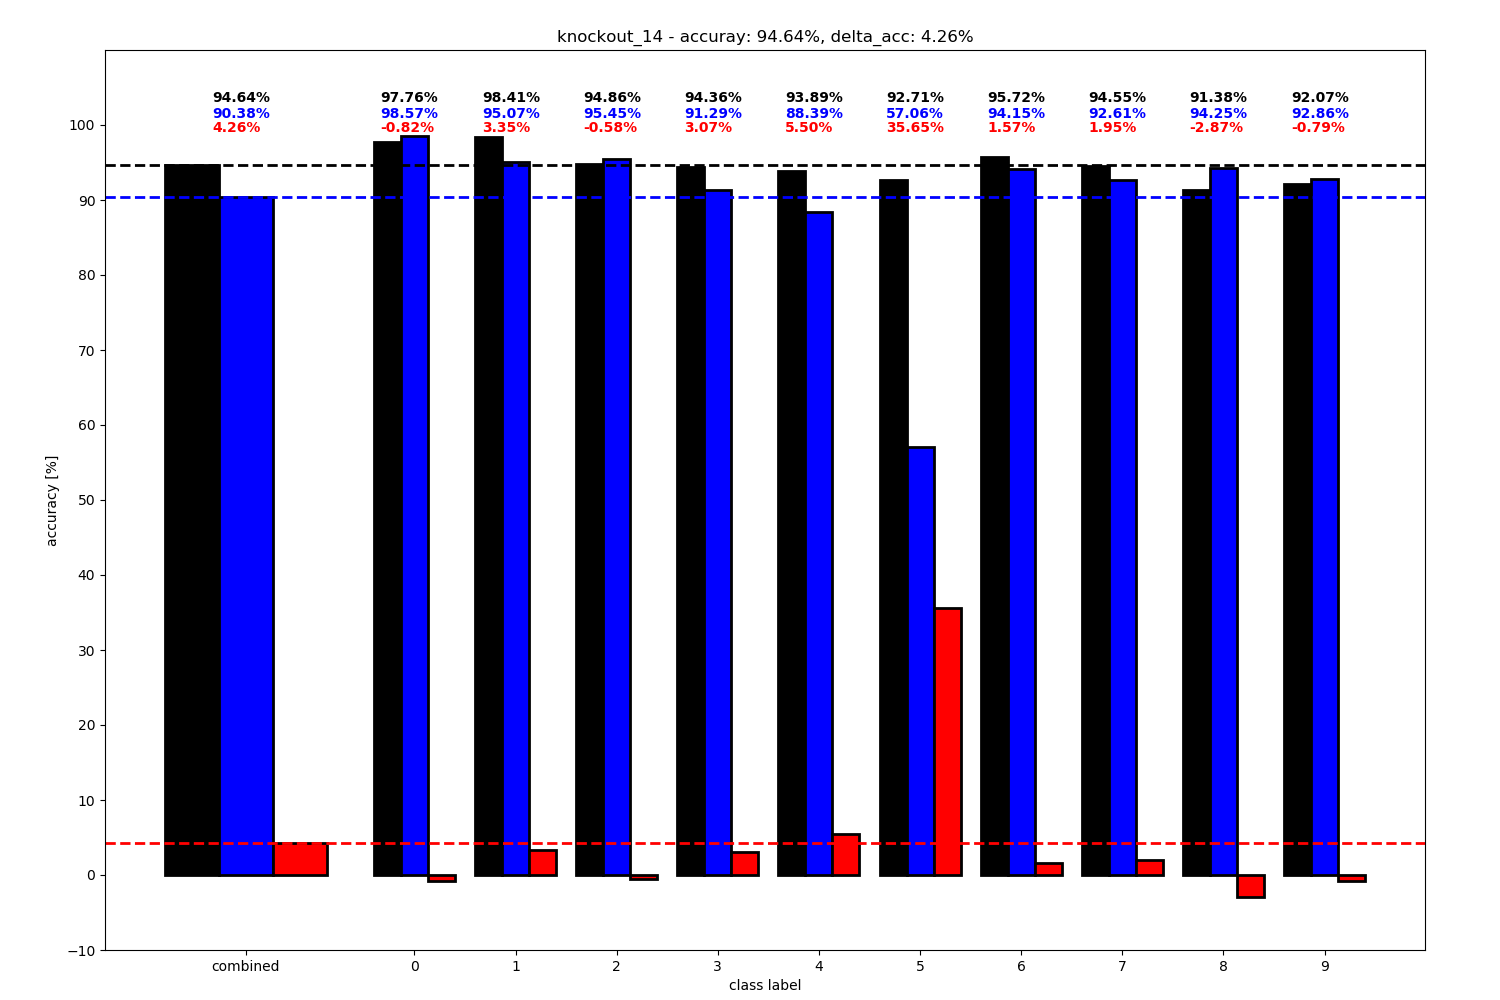 knockout_14 - accuray: 94.64%, delta_acc: 4.26%
94.64% 97.76% 98.41% 94.86% 94.36% 93.89% 92.71% 95.72% 94.55% 91.38% 92.07%
90.38% 98.57% 95.07% 95.45% 91.29% 88.39% 57.06% 94.15% 92.61% 94.25% 92.86%
4.26% -0.82% 3.35% -0.58% 3.07% 5.50% 35.65% 1.57% 1.95% -2.87% -0.79%
100
90
80
70
60
50
40
30
20
10
0
−10
accuracy [%]
combined 0 1 2 3 4 5 6 7 8 9
class label